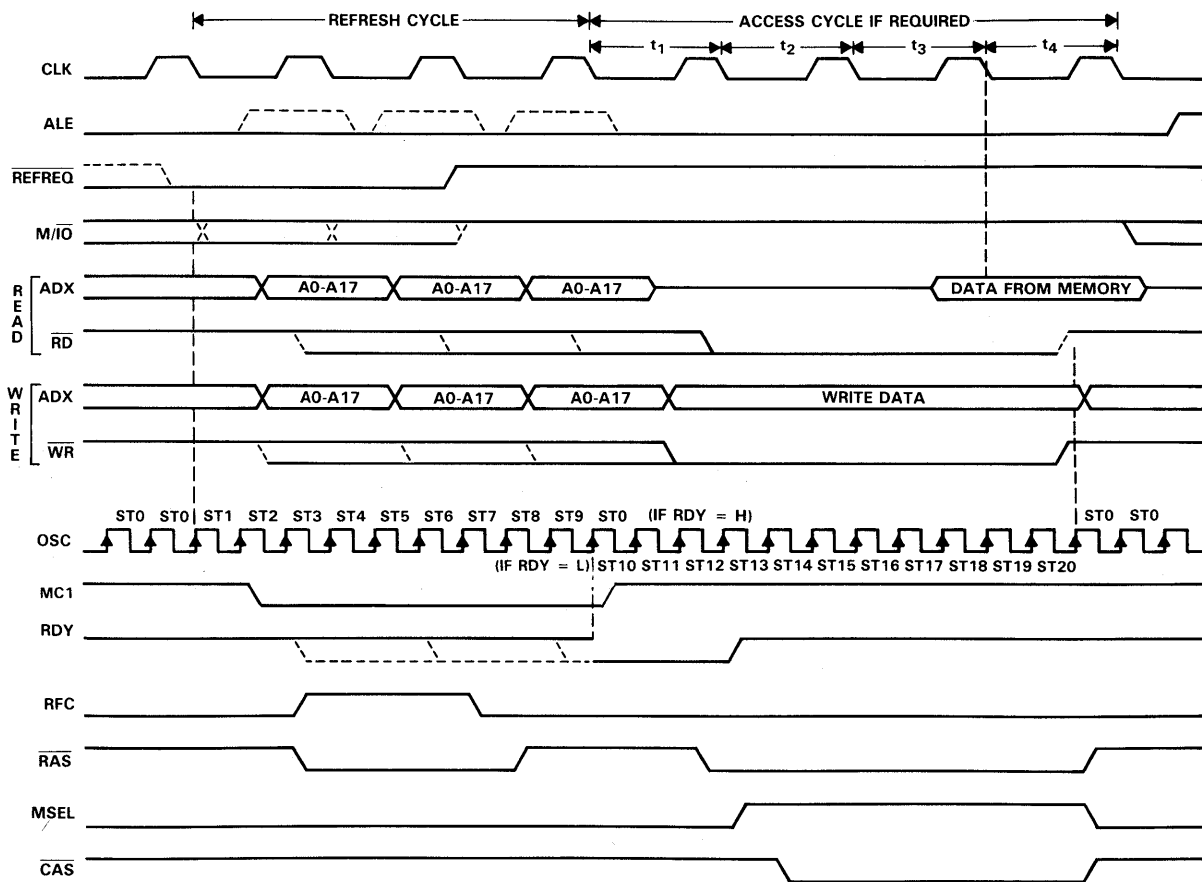 REFRESH CYCLE ACCESS CYCLE IF REQUIRED
t1 t2 t3 t4
CLK
ALE
REFREQ
M/IO
READ
ADX A0-A17 A0-A17 A0-A17 DATA FROM MEMORY
RD
WRITE
ADX A0-A17 A0-A17 A0-A17 WRITE DATA
WR
ST0 ST0 ST1 ST2 ST3 ST4 ST5 ST6 ST7 ST8 ST9 ST0 (IF RDY = H) ST0 ST0
OSC
(IF RDY = L) ST10 ST11 ST12 ST13 ST14 ST15 ST16 ST17 ST18 ST19 ST20
MC1
RDY
RFC
RAS
MSEL
CAS